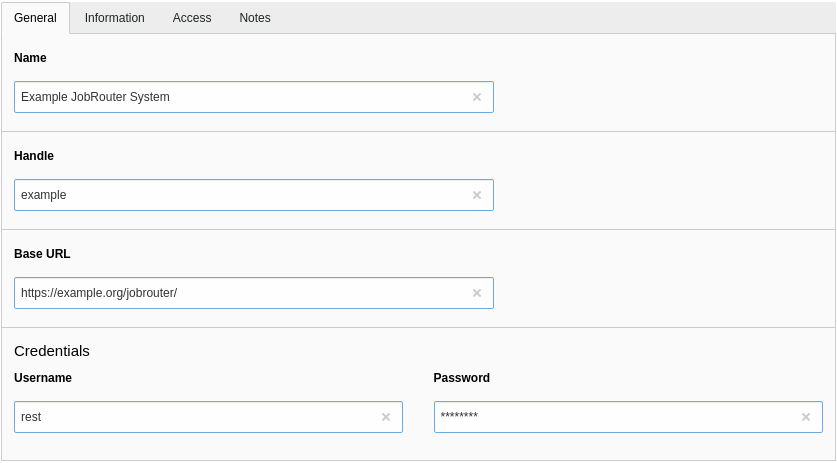 General Information Access Notes
Name
Example JobRouter System
Handle
example
Base URL
https://example.org/jobrouter/
Credentials
Username Password
rest ********